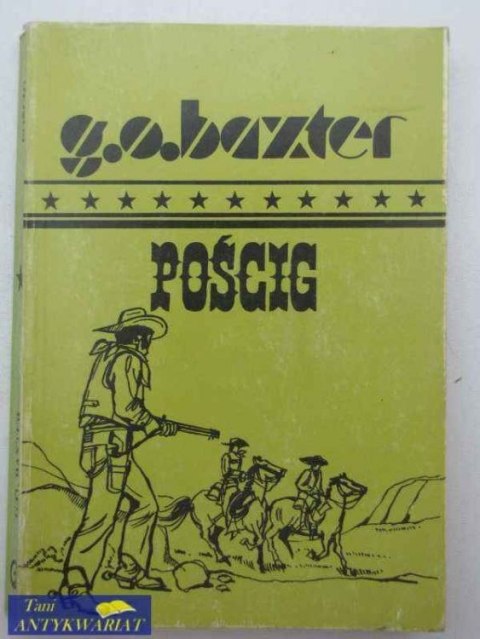 g.o.baxter
POŚCIG
Tani
ANTYKWARIAT